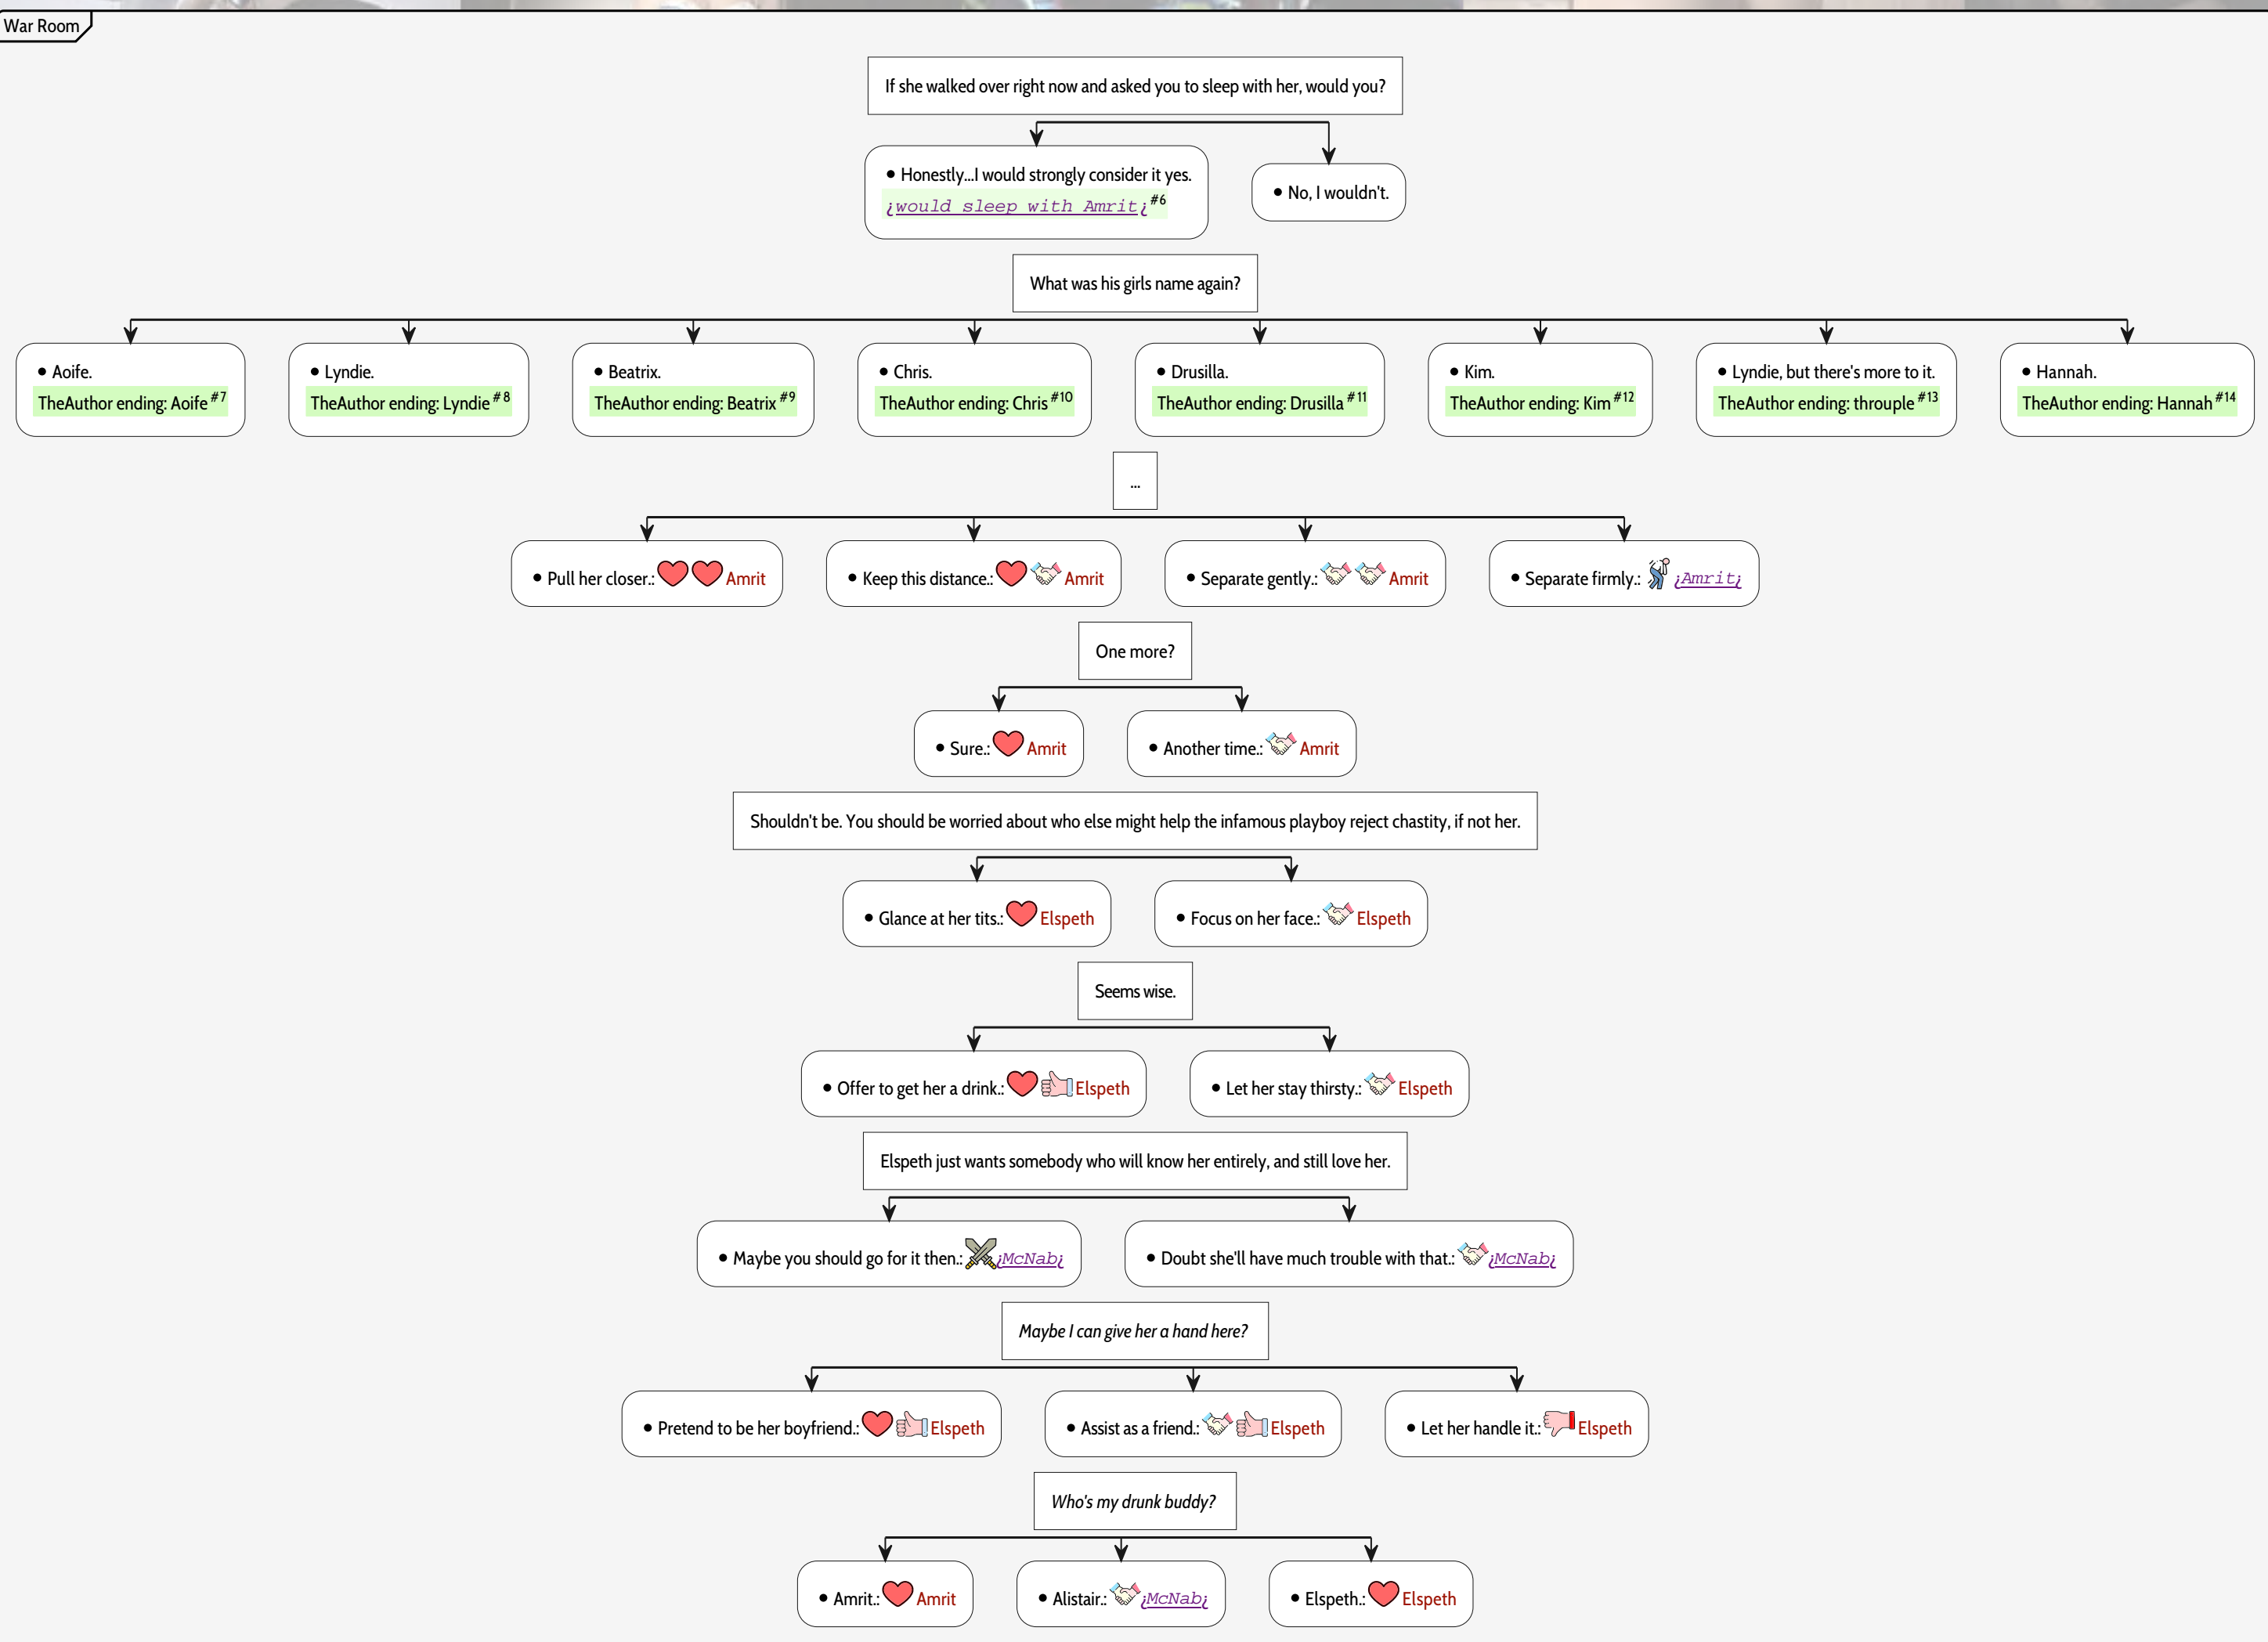 War Room
If she walked over right now and asked you to sleep with her, would you?
• Honestly...I would strongly consider it yes.
¿would sleep with Amrit¿ #6
• No, I wouldn't.
What was his girls name again?
• Aoife.
TheAuthor ending: Aoife #7
• Lyndie.
TheAuthor ending: Lyndie #8
• Beatrix.
TheAuthor ending: Beatrix #9
• Chris.
TheAuthor ending: Chris #10
• Drusilla.
TheAuthor ending: Drusilla #11
• Kim.
TheAuthor ending: Kim #12
• Lyndie, but there's more to it.
TheAuthor ending: throuple #13
• Hannah.
TheAuthor ending: Hannah #14
...
• Pull her closer.: Amrit
• Keep this distance.: Amrit
• Separate gently.: Amrit
• Separate firmly.: ¿Amrit¿
One more?
• Sure.: Amrit
• Another time.: Amrit
Shouldn't be. You should be worried about who else might help the infamous playboy reject chastity, if not her.
• Glance at her tits.: Elspeth
• Focus on her face.: Elspeth
Seems wise.
• Offer to get her a drink.: Elspeth
• Let her stay thirsty.: Elspeth
Elspeth just wants somebody who will know her entirely, and still love her.
• Maybe you should go for it then.: ¿McNab¿
• Doubt she'll have much trouble with that.: ¿McNab¿
Maybe I can give her a hand here?
• Pretend to be her boyfriend.: Elspeth
• Assist as a friend.: Elspeth
• Let her handle it.: Elspeth
Who's my drunk buddy?
• Amrit.: Amrit
• Alistair.: ¿McNab¿
• Elspeth.: Elspeth